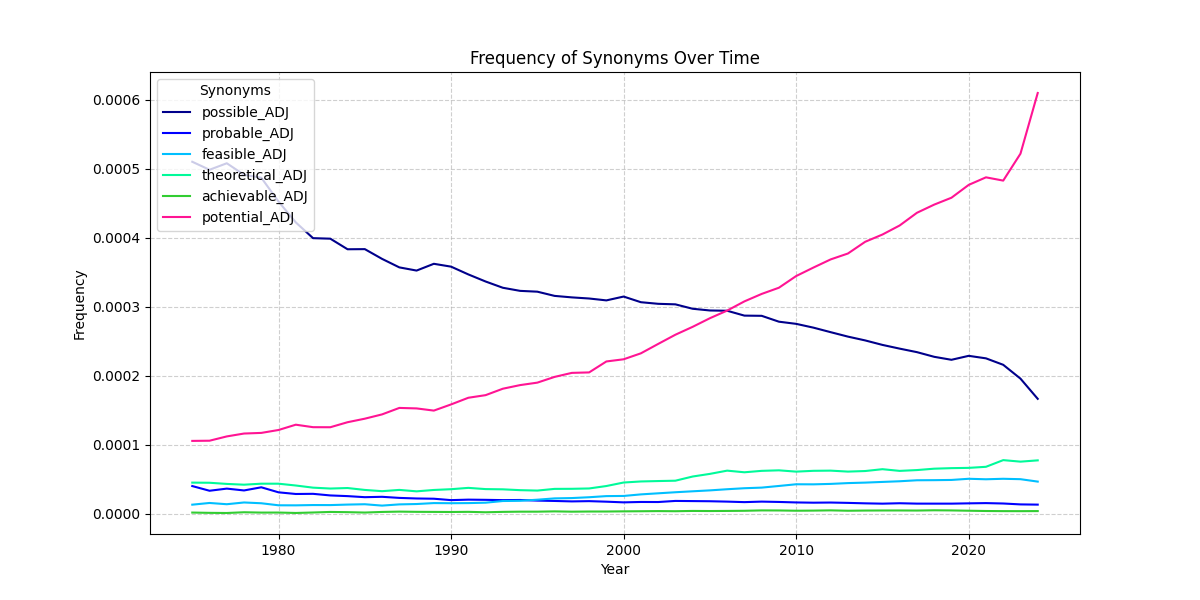 Frequency of Synonyms Over Time
Synonyms
possible_ADJ
probable_ADJ
feasible_ADJ
theoretical_ADJ
achievable_ADJ
potential_ADJ
0.0006
0.0005
0.0004
0.0003
0.0002
0.0001
0.0000
Frequency
1980 1990 2000 2010 2020
Year